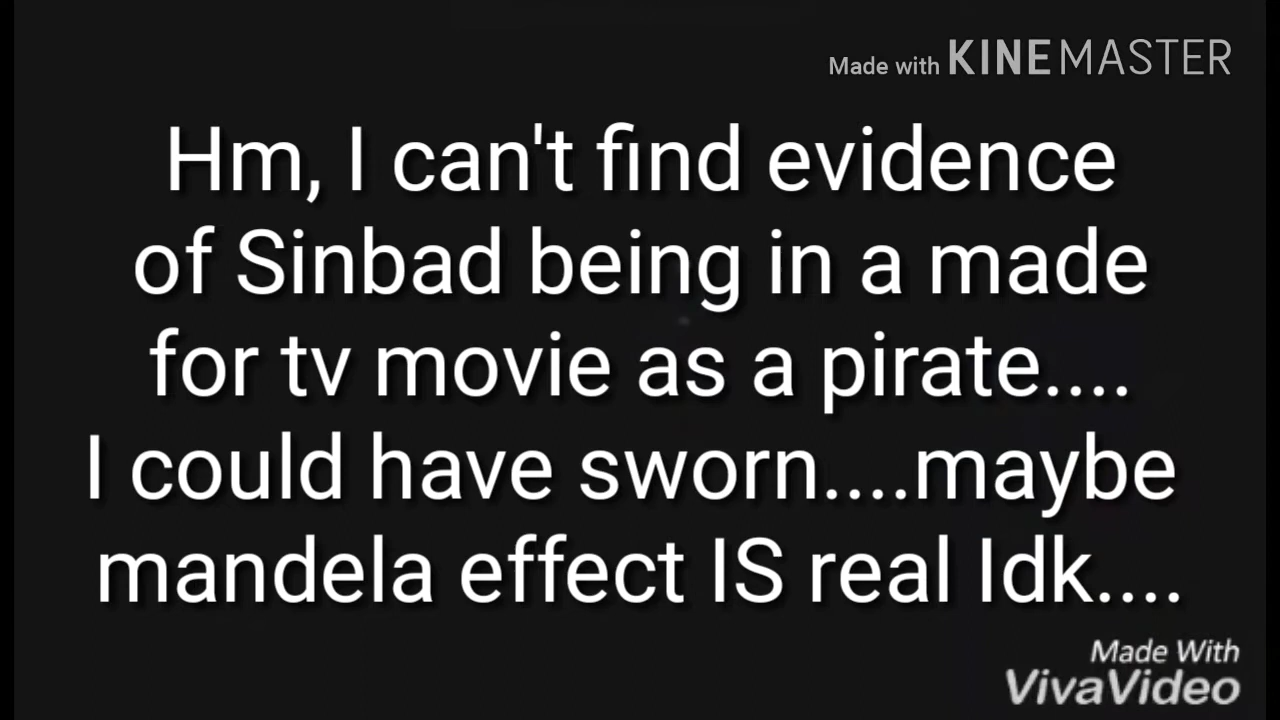 Made with KINEMASTER
Hm, I can't find evidence
of Sinbad being in a made
for tv movie as a pirate....
I could have sworn....maybe
mandela effect IS real Idk....
Made With
VivaVideo